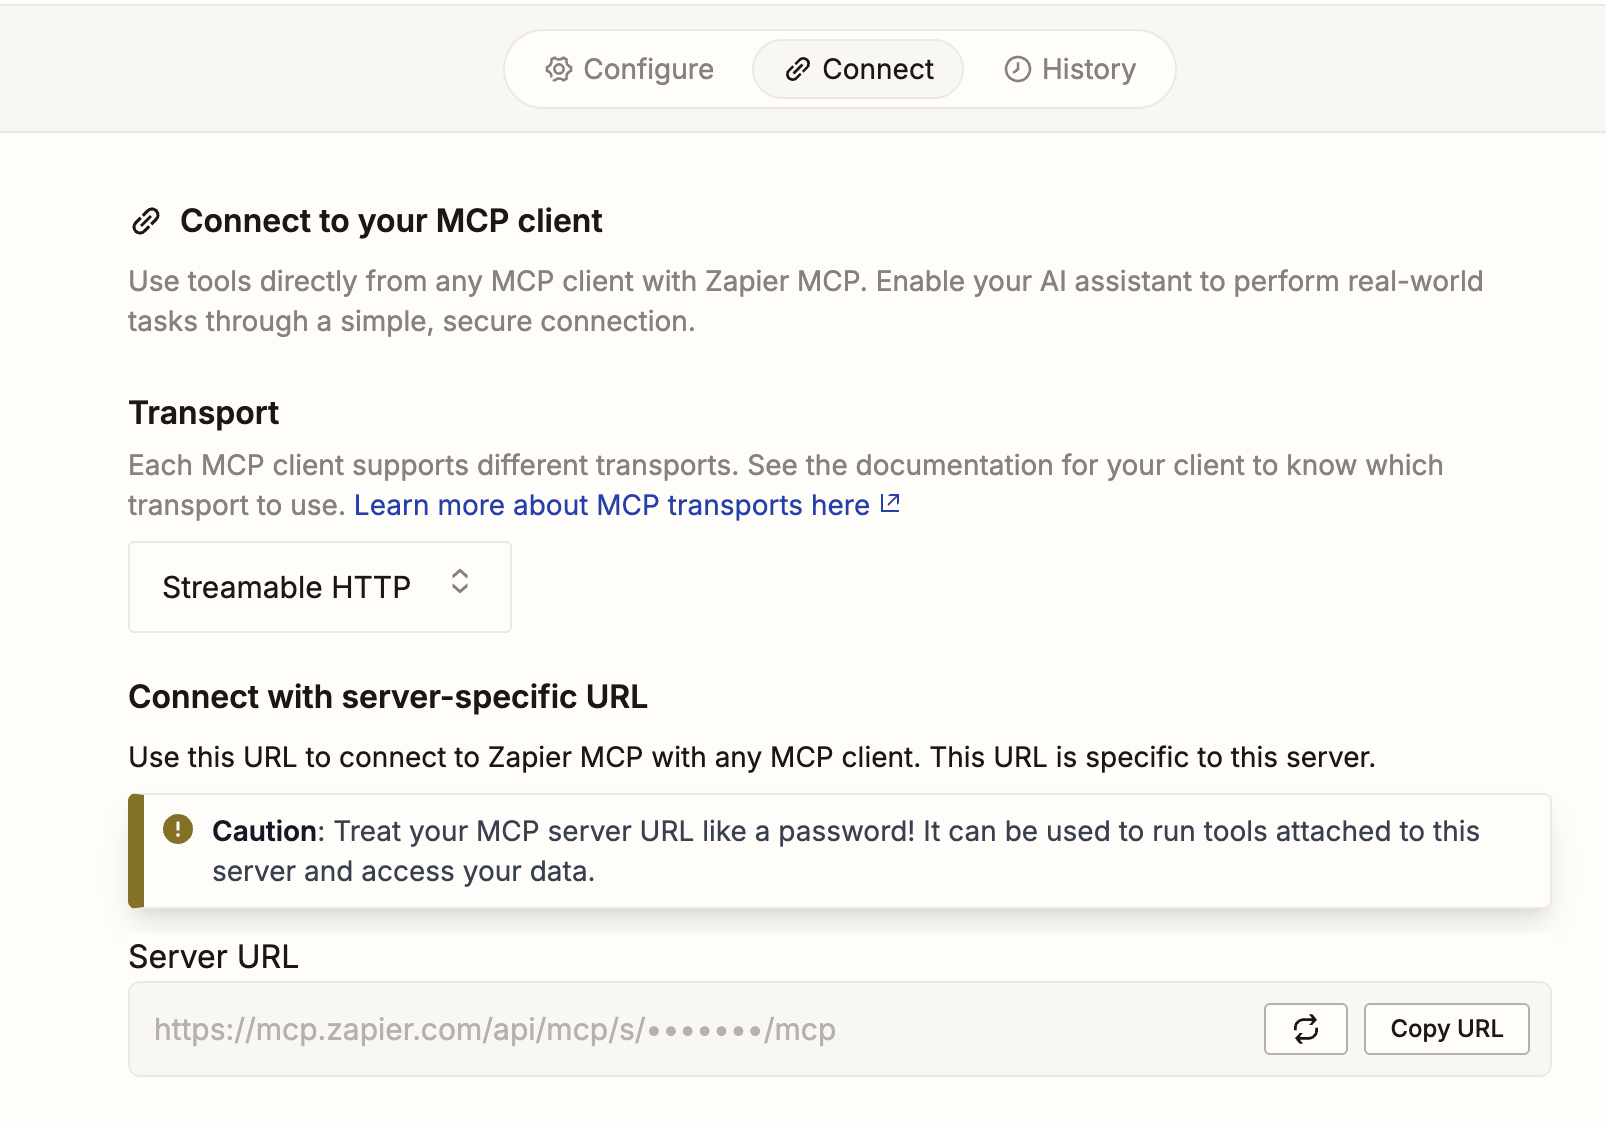 Configure
Connect
History
Connect to your MCP client
Use tools directly from any MCP client with Zapier MCP. Enable your AI assistant to perform real-world
tasks through a simple, secure connection.
Transport
Each MCP client supports different transports. See the documentation for your client to know which
transport to use. Learn more about MCP transports here
Streamable HTTP
Connect with server-specific URL
Use this URL to connect to Zapier MCP with any MCP client. This URL is specific to this server.
Caution: Treat your MCP server URL like a password! It can be used to run tools attached to this
server and access your data.
Server URL
https://mcp.zapier.com/api/mcp/s/•••••••/mcp
Copy URL